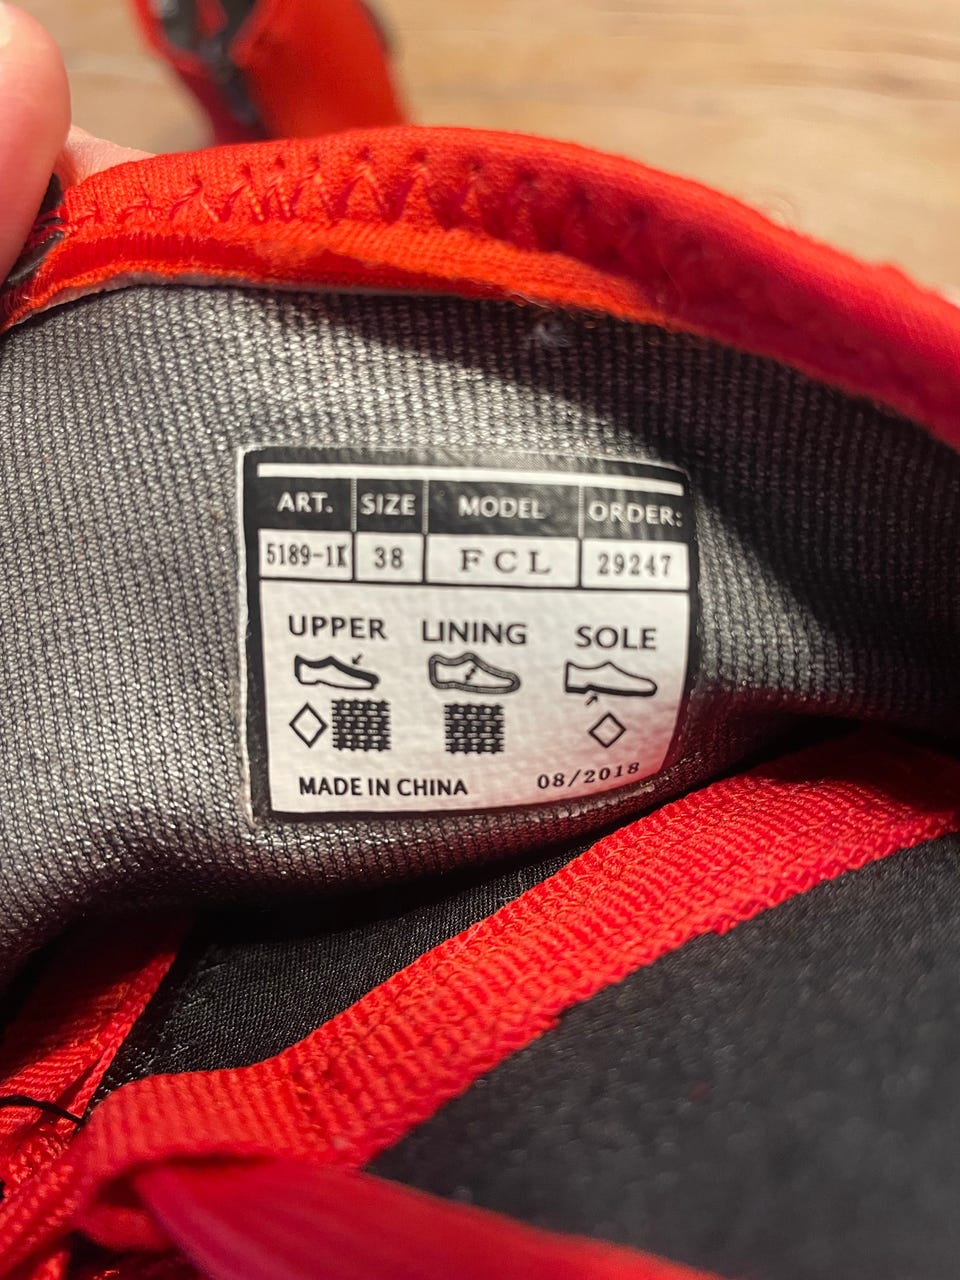 ART. SIZE MODEL ORDER:
5189-1K 38 FCL 29247
UPPER LINING SOLE
MADE IN CHINA 08/2018